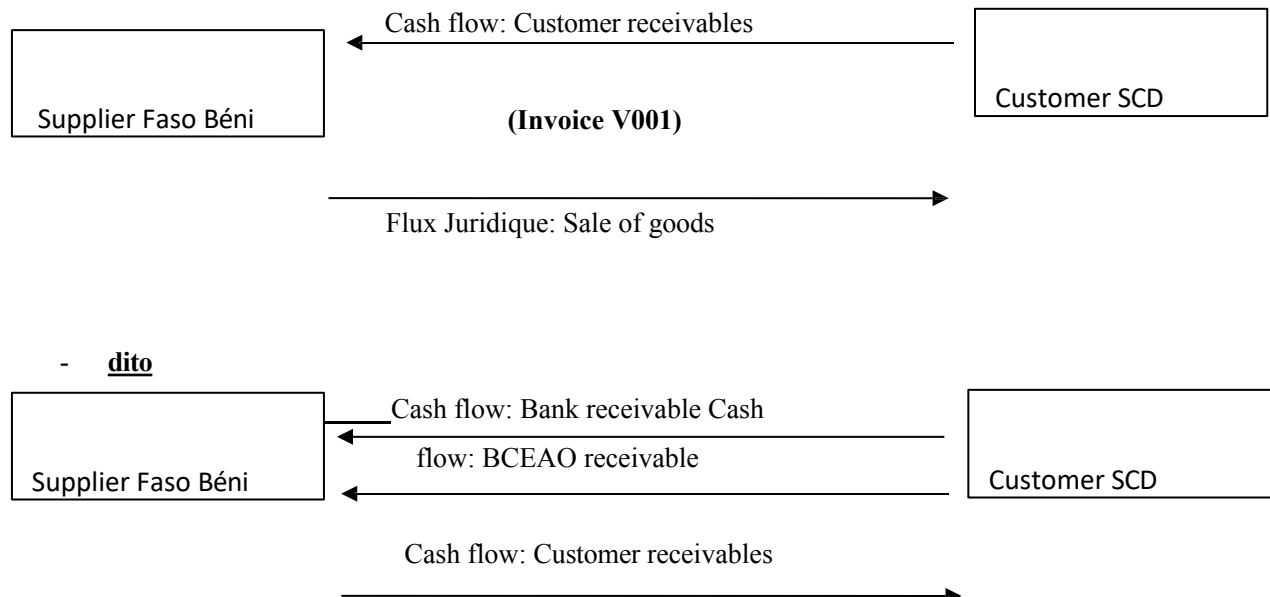 Cash flow: Customer receivables
Supplier Faso Béni
(Invoice V001)
Customer SCD
Flux Juridique: Sale of goods
- dito
Cash flow: Bank receivable Cash
flow: BCEAO receivable
Supplier Faso Béni
Customer SCD
Cash flow: Customer receivables